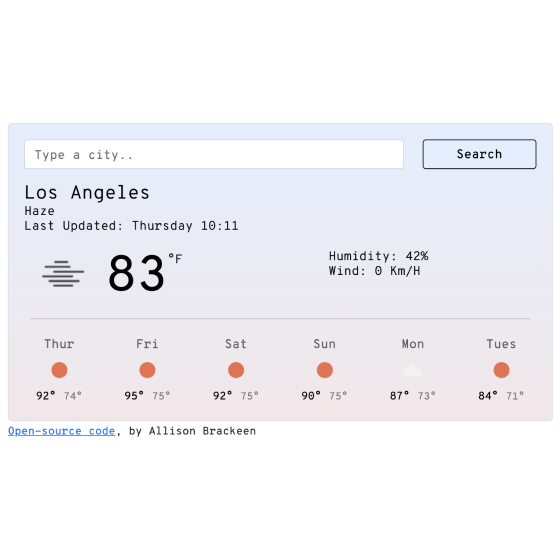 Type a city..
Search
Los Angeles
Haze
Last Updated: Thursday 10:11
83 °F
Humidity: 42%
Wind: 0 Km/H
Thur Fri Sat Sun Mon Tues
92° 74° 95° 75° 92° 75° 90° 75° 87° 73° 84° 71°
Open-source code, by Allison Brackeen